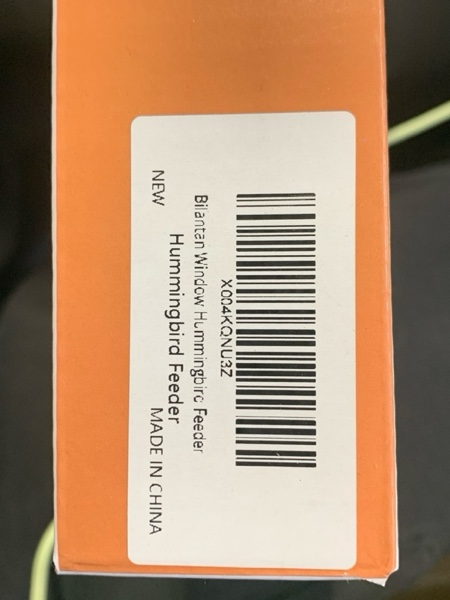 X004KQNU3Z
Bilantan Window Hummingbird Feeder
Hummingbird Feeder
NEW
MADE IN CHINA